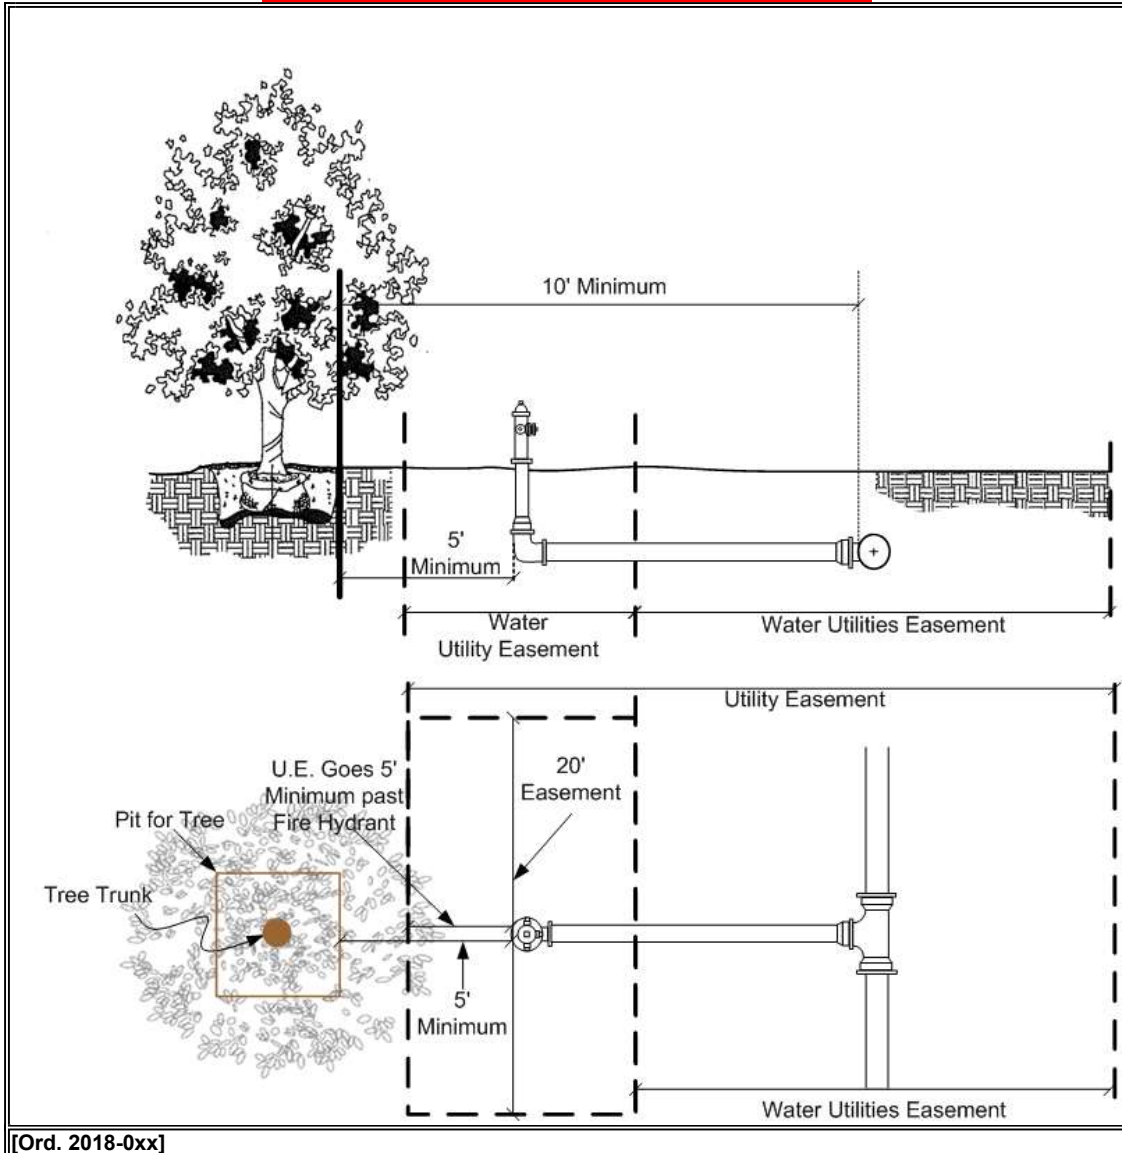 10' Minimum
5'
Minimum
Water
Utility Easement
Water Utilities Easement
Utility Easement
U.E. Goes 5'
Minimum past
Fire Hydrant
20'
Easement
Pit for Tree
Tree Trunk
5'
Minimum
Water Utilities Easement
[Ord. 2018-0xx]